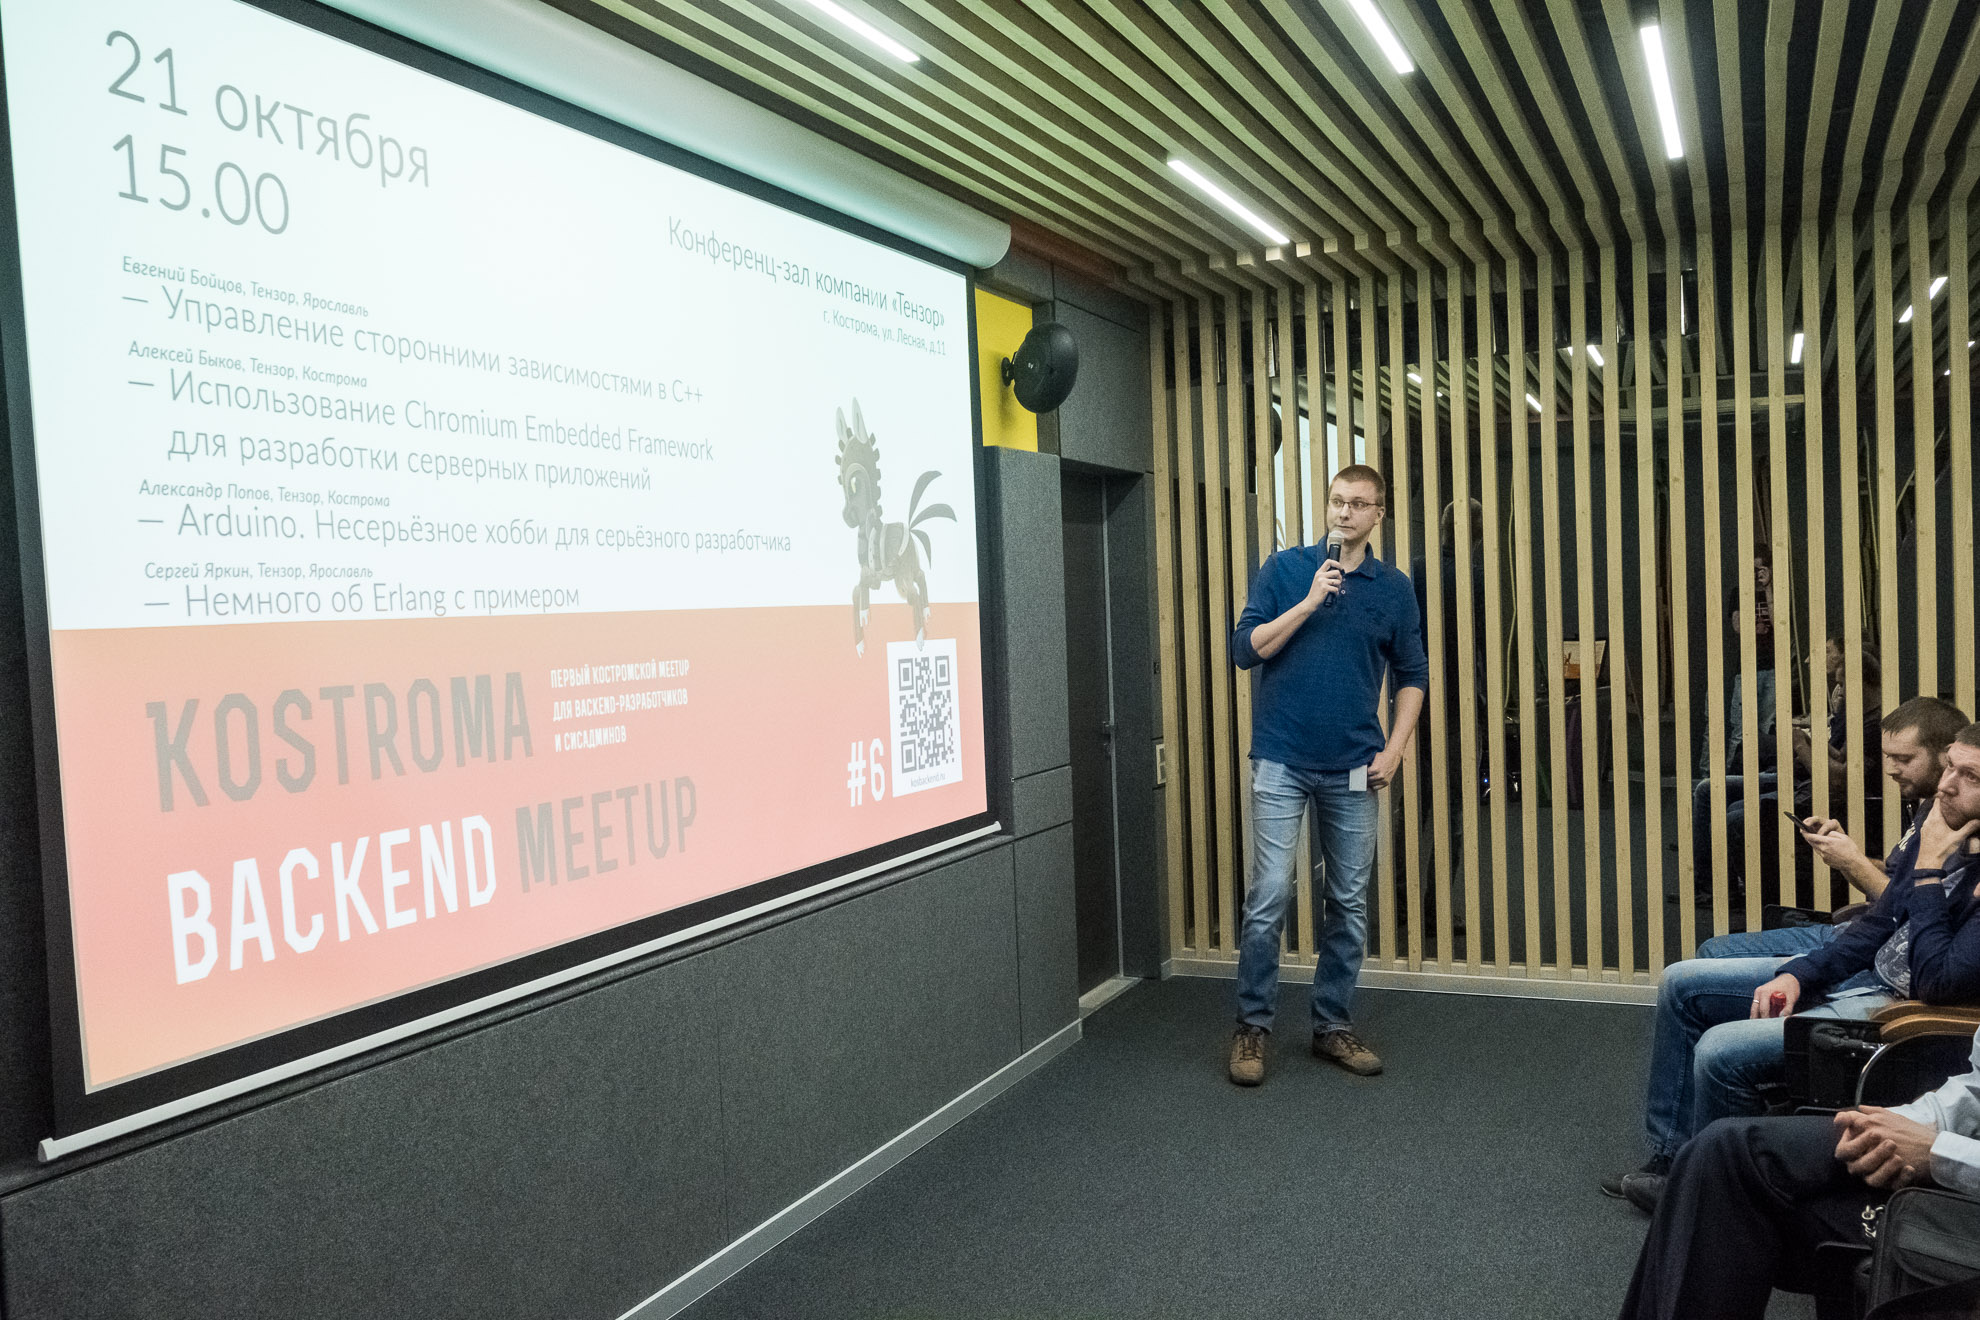 21 октября
15.00
Конференц-зал компании «Тензор»
г. Кострома, ул. Лесная, д.11
Евгений Бойцов, Тензор, Ярославль
— Управление сторонними зависимостями в C++
Алексей Быков, Тензор, Кострома
— Использование Chromium Embedded Framework
для разработки серверных приложений
Александр Попов, Тензор, Кострома
— Arduino. Несерьёзное хобби для серьёзного разработчика
Сергей Яркин, Тензор, Ярославль
— Немного об Erlang с примером
KOSTROMA
ПЕРВЫЙ КОСТРОМСКОЙ MEETUP
ДЛЯ BACKEND-РАЗРАБОТЧИКОВ
И СИСАДМИНОВ
BACKEND MEETUP
#6
kosbackend.ru